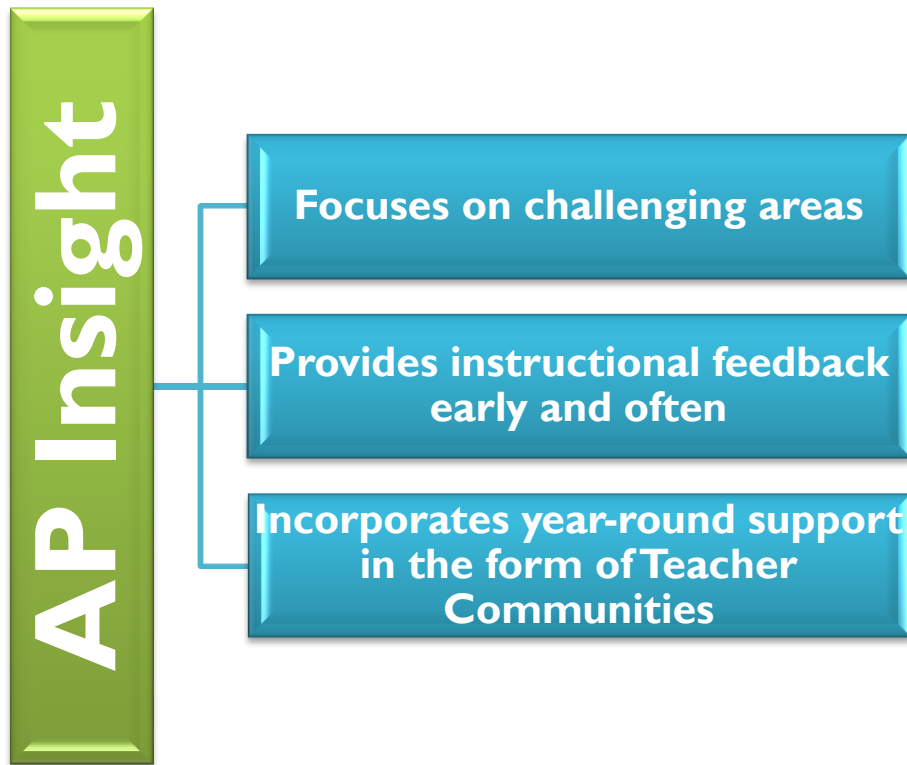 AP Insight
Focuses on challenging areas
Provides instructional feedback
early and often
Incorporates year-round support
in the form of Teacher
Communities